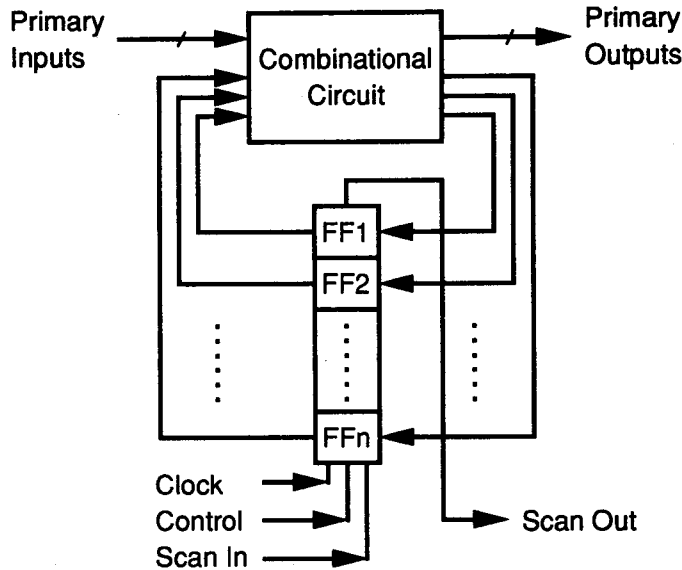 Primary
Inputs
Combinational
Circuit
Primary
Outputs
FF1
FF2
FFn
Clock
Control
Scan In
Scan Out